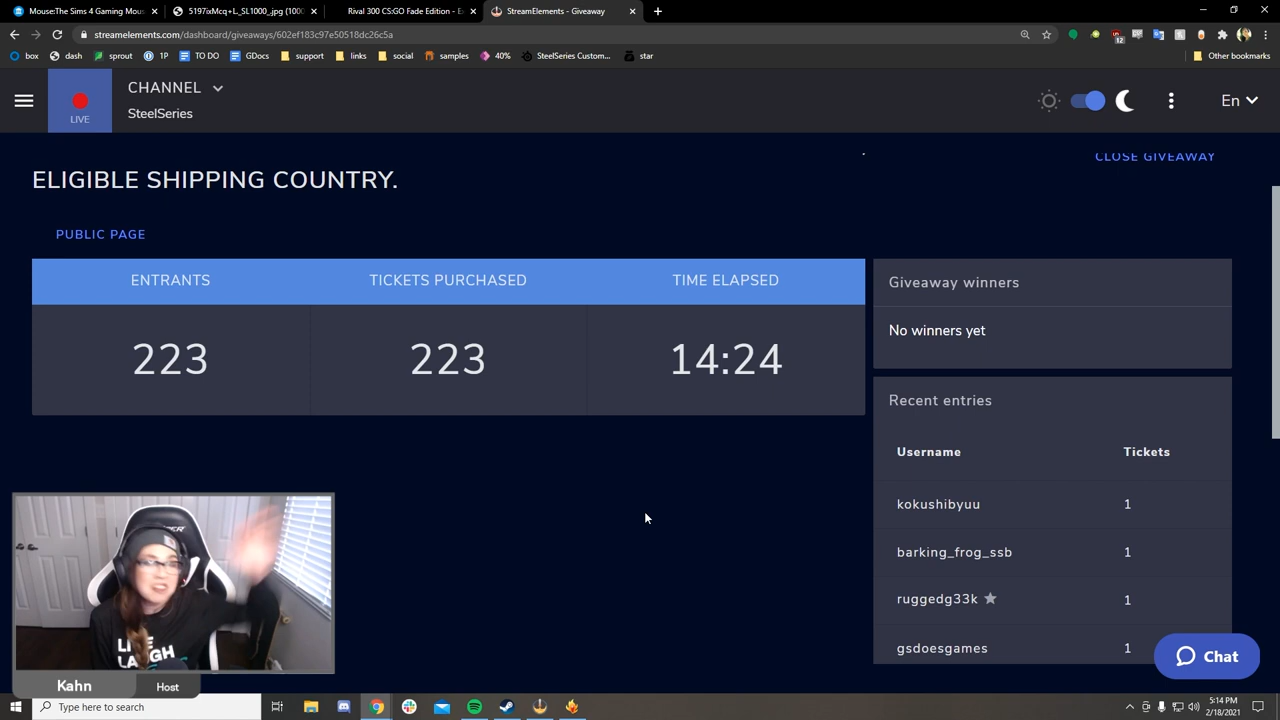 Mouse:The Sims 4 Gaming Mous
5197ixMcq+L_SL1000_.jpg (1000
Rival 300 CS:GO Fade Edition - E
StreamElements - Giveaway
streamelements.com/dashboard/giveaways/602ef183c97e50518dc26c5a
12
box
dash
sprout
1P
TO DO
GDocs
support
links
social
samples
40%
SteelSeries Custom...
star
Other bookmarks
LIVE
CHANNEL
SteelSeries
En
CLOSE GIVEAWAY
ELIGIBLE SHIPPING COUNTRY.
PUBLIC PAGE
ENTRANTS
TICKETS PURCHASED
TIME ELAPSED
223
223
14:24
Giveaway winners
No winners yet
Recent entries
Username
Tickets
kokushibyuu
1
barking_frog_ssb
1
ruggedg33k
1
gsdoesgames
1
Chat
LAUGH
Kahn
Host
Type here to search
5:14 PM
2/18/2021